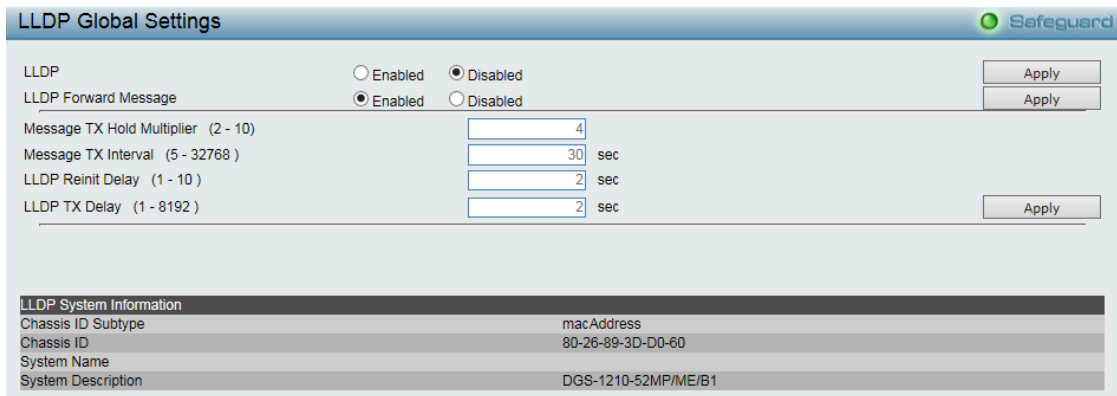 LLDP Global Settings Safeguard
LLDP Enabled Disabled Apply
LLDP Forward Message Enabled Disabled Apply
Message TX Hold Multiplier (2 - 10) 4
Message TX Interval (5 - 32768 ) 30 sec
LLDP Reinit Delay (1 - 10 ) 2 sec
LLDP TX Delay (1 - 8192 ) 2 sec Apply
LLDP System Information
Chassis ID Subtype macAddress
Chassis ID 80-26-89-3D-D0-60
System Name
System Description DGS-1210-52MP/ME/B1